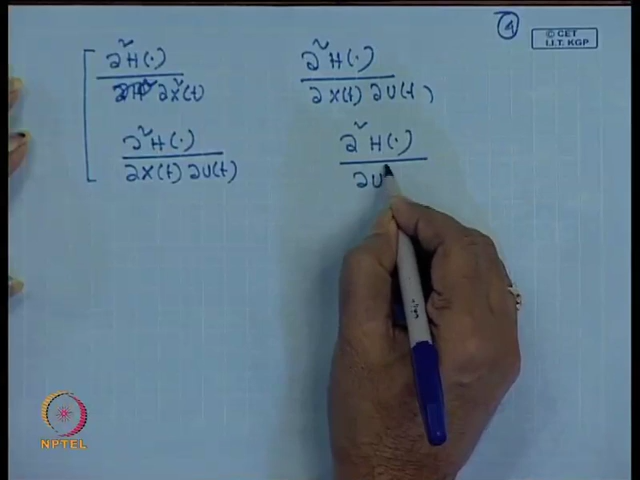 ④
© CET
I.I.T. KGP
∂²H(·) / ∂x²(t)    ∂²H(·) / ∂x(t) ∂u(t)
∂²H(·) / ∂x(t) ∂u(t)    ∂²H(·) / ∂u
NPTEL